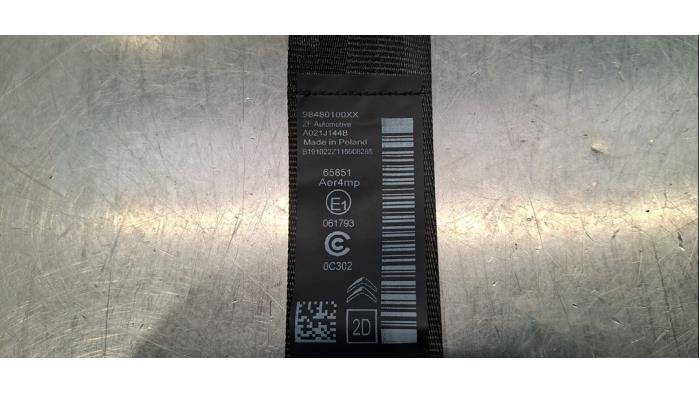 98480100XX
ZF Automotive
A021J144B
Made in Poland
65851
Aer4mp
E1
061793
0C302
2D